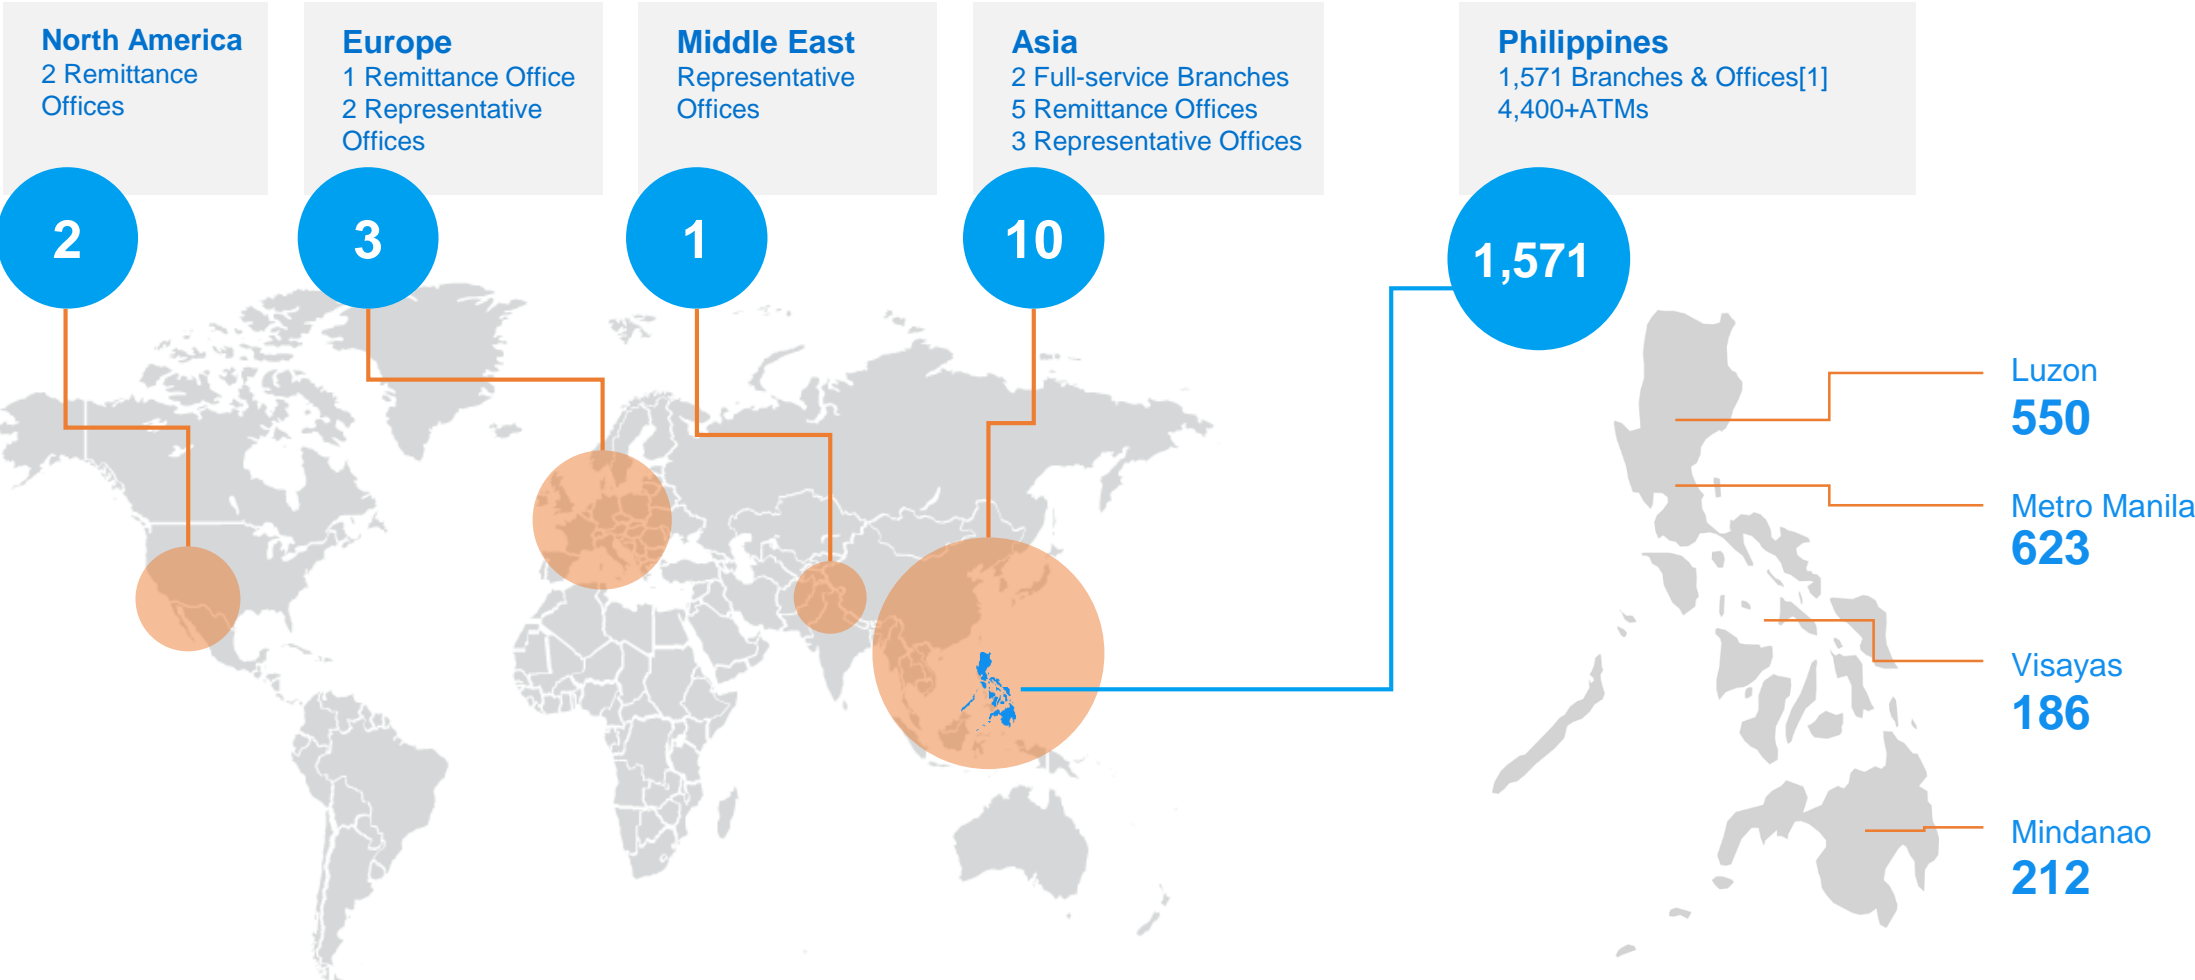 North America
2 Remittance
Offices
Europe
1 Remittance Office
2 Representative
Offices
Middle East
Representative
Offices
Asia
2 Full-service Branches
5 Remittance Offices
3 Representative Offices
Philippines
1,571 Branches & Offices[1]
4,400+ATMs
2
3
1
10
1,571
Luzon
550
Metro Manila
623
Visayas
186
Mindanao
212